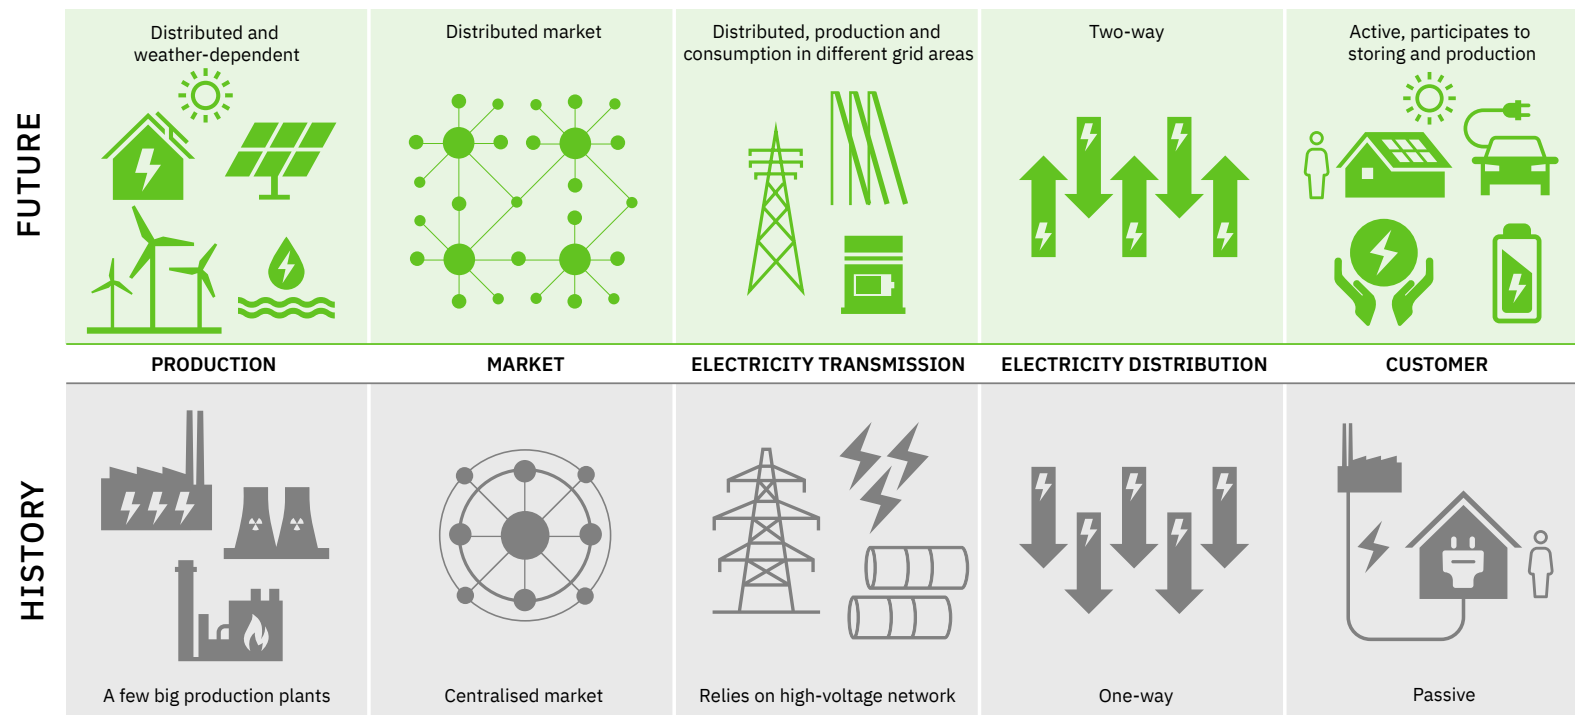 FUTURE
Distributed and
weather-dependent
Distributed market
Distributed, production and
consumption in different grid areas
Two-way
Active, participates to
storing and production
PRODUCTION
MARKET
ELECTRICITY TRANSMISSION
ELECTRICITY DISTRIBUTION
CUSTOMER
HISTORY
A few big production plants
Centralised market
Relies on high-voltage network
One-way
Passive